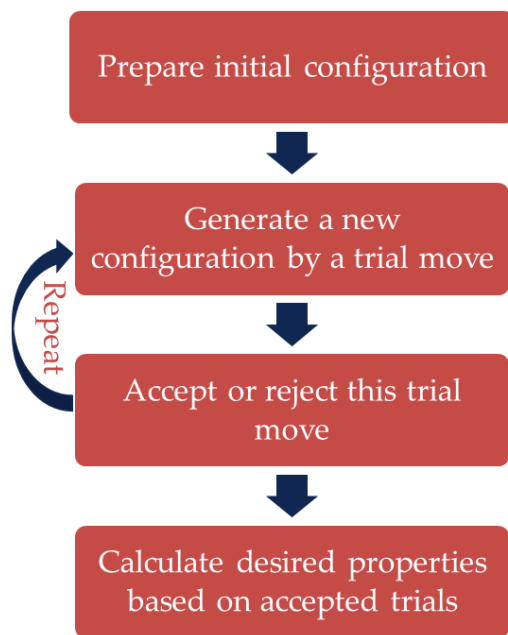 Prepare initial configuration
Generate a new
configuration by a trial move
Repeat
Accept or reject this trial
move
Calculate desired properties
based on accepted trials